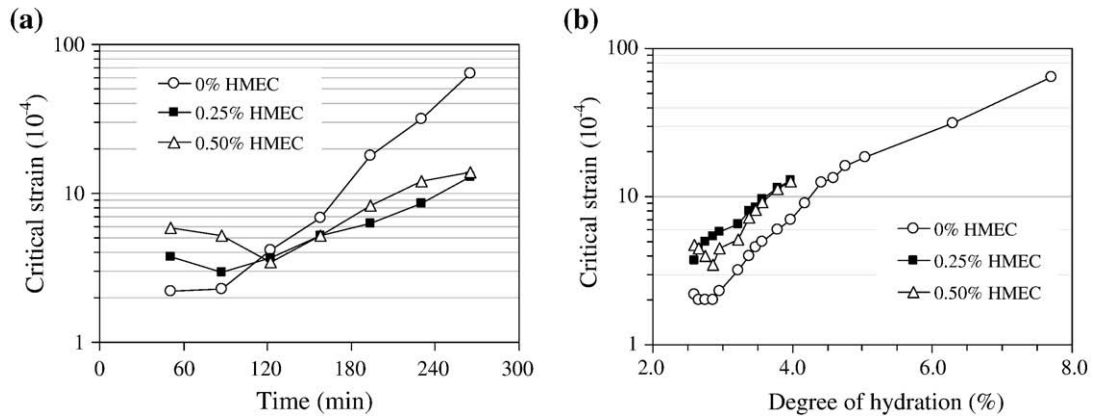 (a)
100
10
1
Critical strain (10⁻⁴)
0% HMEC
0.25% HMEC
0.50% HMEC
0 60 120 180 240 300
Time (min)
(b)
100
10
1
Critical strain (10⁻⁴)
0% HMEC
0.25% HMEC
0.50% HMEC
2.0 4.0 6.0 8.0
Degree of hydration (%)